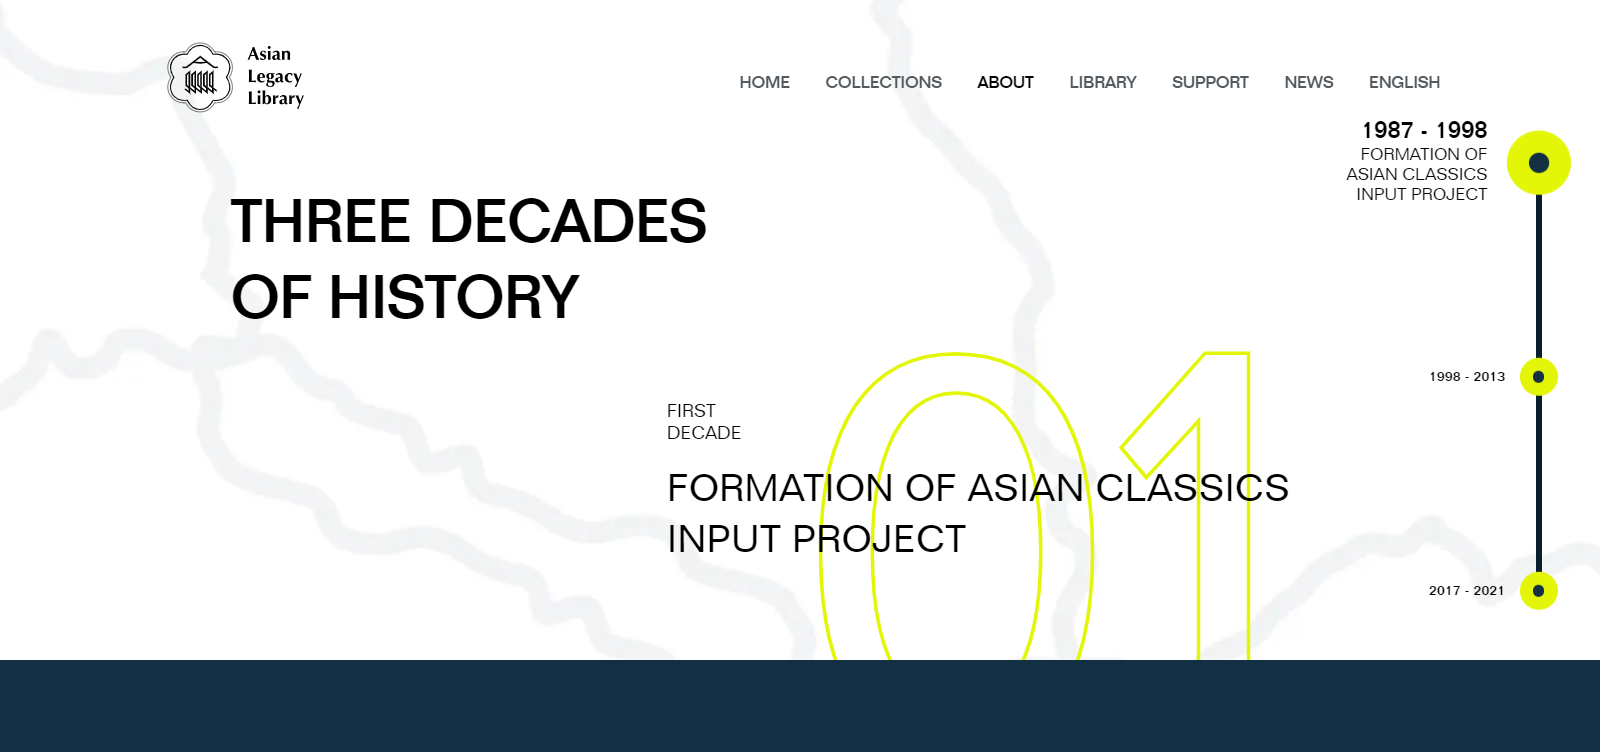 Asian
Legacy
Library
HOME COLLECTIONS ABOUT LIBRARY SUPPORT NEWS ENGLISH
1987 - 1998
FORMATION OF
ASIAN CLASSICS
INPUT PROJECT
THREE DECADES
OF HISTORY
1998 - 2013
01
FIRST
DECADE
FORMATION OF ASIAN CLASSICS
INPUT PROJECT
2017 - 2021